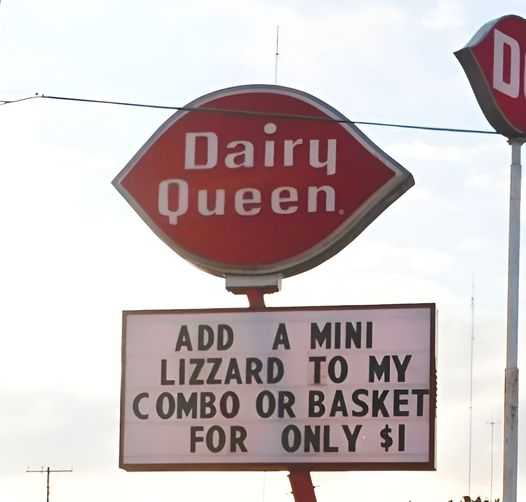 Dairy
Queen.
ADD A MINI
LIZZARD TO MY
COMBO OR BASKET
FOR ONLY $1
D